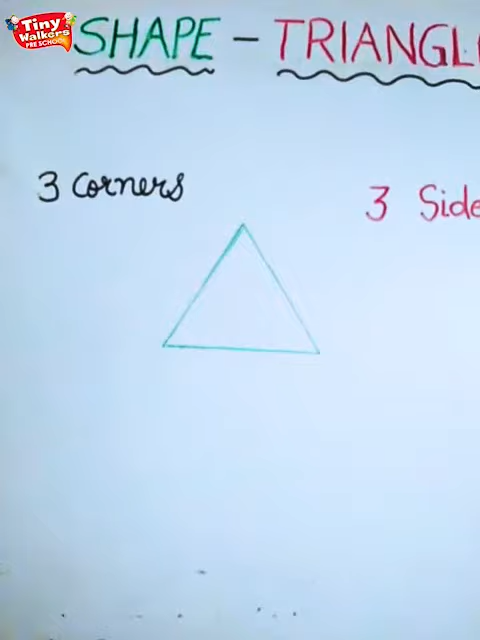 Tiny
Walkers
PRE SCHOOL
SHAPE - TRIANGL
3 Corners
3 Side